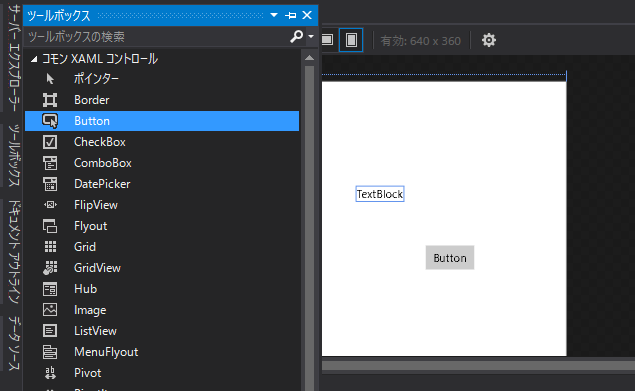 サーバー エクスプローラー
ツールボックス
ドキュメント アウトライン
データ ソース
ツールボックス
ツールボックスの検索
コモン XAML コントロール
ポインター
Border
Button
CheckBox
ComboBox
DatePicker
FlipView
Flyout
Grid
GridView
Hub
Image
ListView
MenuFlyout
Pivot
有効: 640 x 360
TextBlock
Button